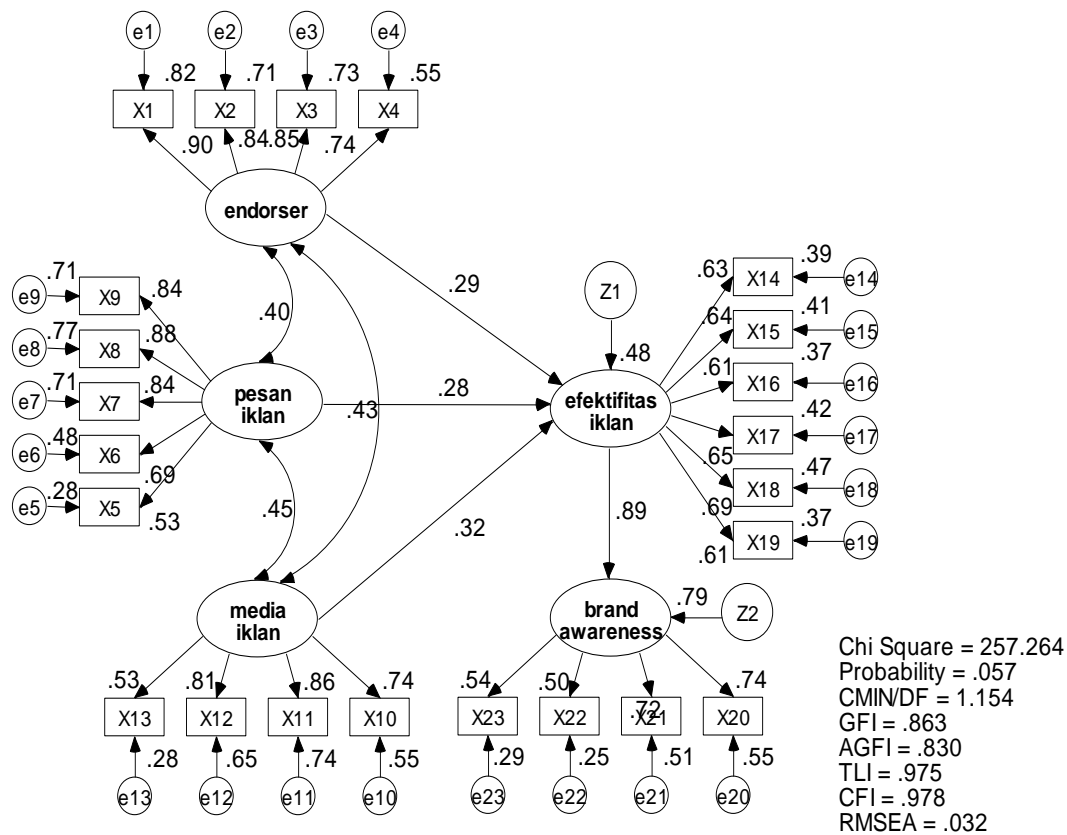 e1 e2 e3 e4
.82 .71 .73 .55
X1 X2 X3 X4
.90 .84 .85 .74
endorser
.71 .84
e9 X9
.77 .88
e8 X8
.71 .84
e7 X7
.48
e6 X6
.69
.28
e5 X5
.53
pesan
iklan
.40
.43
.45
.29
.28
.32
Z1
.48
efektifitas
iklan
.63 X14 .39 e14
.64 X15 .41 e15
.61 X16 .37 e16
X17 .42 e17
.65 X18 .47 e18
.69
.61 X19 .37 e19
.89
media
iklan
.53 .81 .86 .74
X13 X12 X11 X10
.28 .65 .74 .55
e13 e12 e11 e10
brand
awareness
.79
Z2
.54 .50 .72 .74
X23 X22 X21 X20
.29 .25 .51 .55
e23 e22 e21 e20
Chi Square = 257.264
Probability = .057
CMIN/DF = 1.154
GFI = .863
AGFI = .830
TLI = .975
CFI = .978
RMSEA = .032